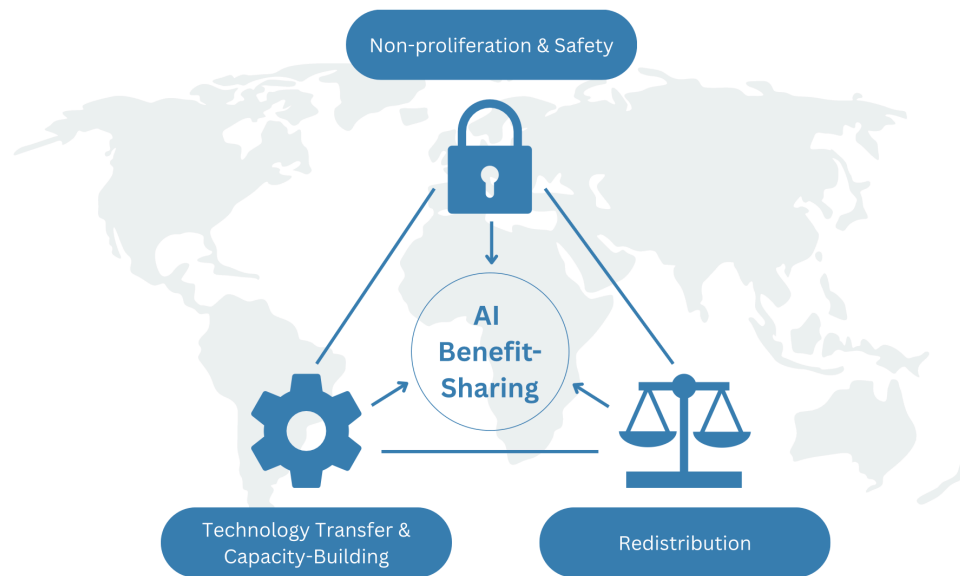 Non-proliferation & Safety
AI
Benefit-
Sharing
Technology Transfer &
Capacity-Building
Redistribution